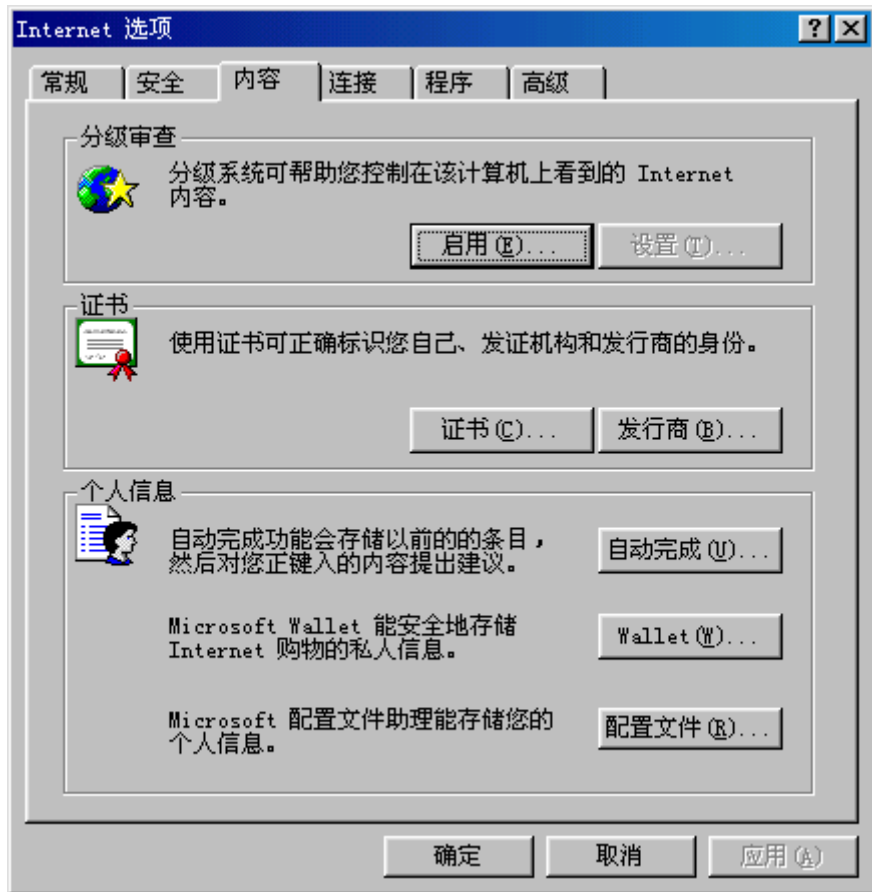 Internet 选项
常规 安全 内容 连接 程序 高级
分级审查
分级系统可帮助您控制在该计算机上看到的 Internet
内容。
启用(E)... 设置(T)...
证书
使用证书可正确标识您自己、发证机构和发行商的身份。
证书(C)... 发行商(B)...
个人信息
自动完成功能会存储以前的的条目，
然后对您正键入的内容提出建议。
自动完成(U)...
Microsoft Wallet 能安全地存储
Internet 购物的私人信息。
Wallet(W)...
Microsoft 配置文件助理能存储您的
个人信息。
配置文件(R)...
确定 取消 应用(A)